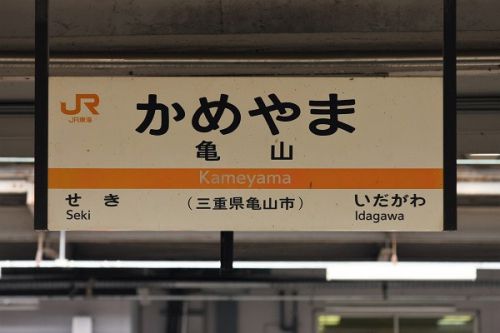 JR
JR東海
かめやま
亀 山
Kameyama
せ き
Seki
(三重県亀山市)
いだがわ
Idagawa